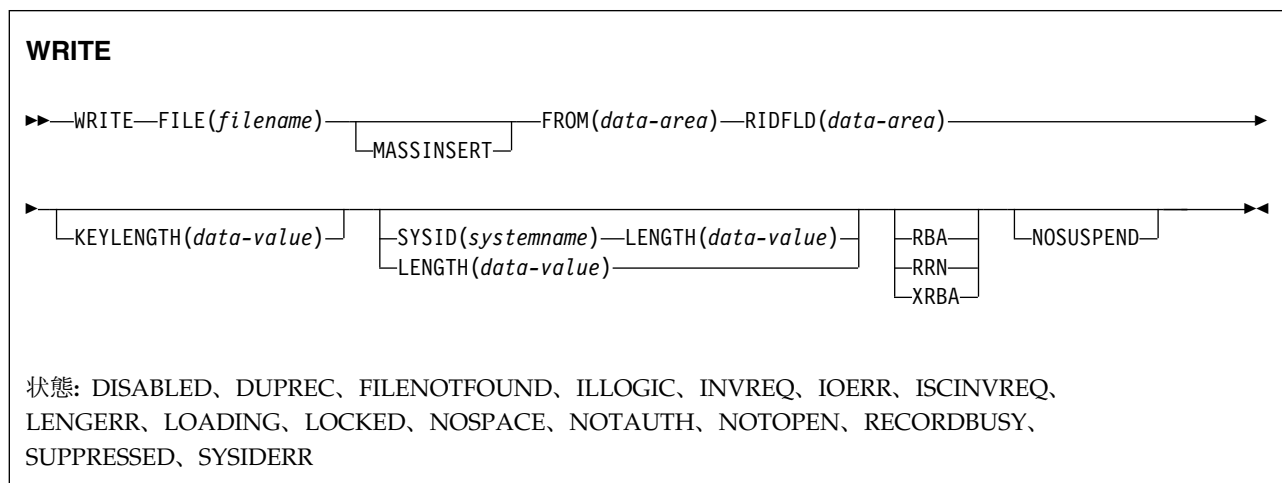 WRITE
WRITE FILE(filename) FROM(data-area) RIDFLD(data-area)
MASSINSERT
KEYLENGTH(data-value) SYSID(systemname) LENGTH(data-value) RBA NOSUSPEND
LENGTH(data-value) RRN
XRBA
状態: DISABLED、DUPREC、FILENOTFOUND、ILLOGIC、INVREQ、IOERR、ISCINVREQ、
LENGERR、LOADING、LOCKED、NOSPACE、NOTAUTH、NOTOPEN、RECORDBUSY、
SUPPRESSED、SYSIDERR